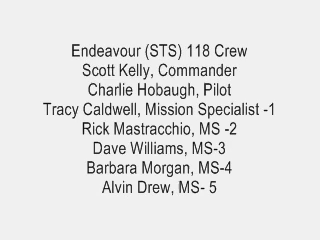 Endeavour (STS) 118 Crew
Scott Kelly, Commander
Charlie Hobaugh, Pilot
Tracy Caldwell, Mission Specialist -1
Rick Mastracchio, MS -2
Dave Williams, MS-3
Barbara Morgan, MS-4
Alvin Drew, MS- 5